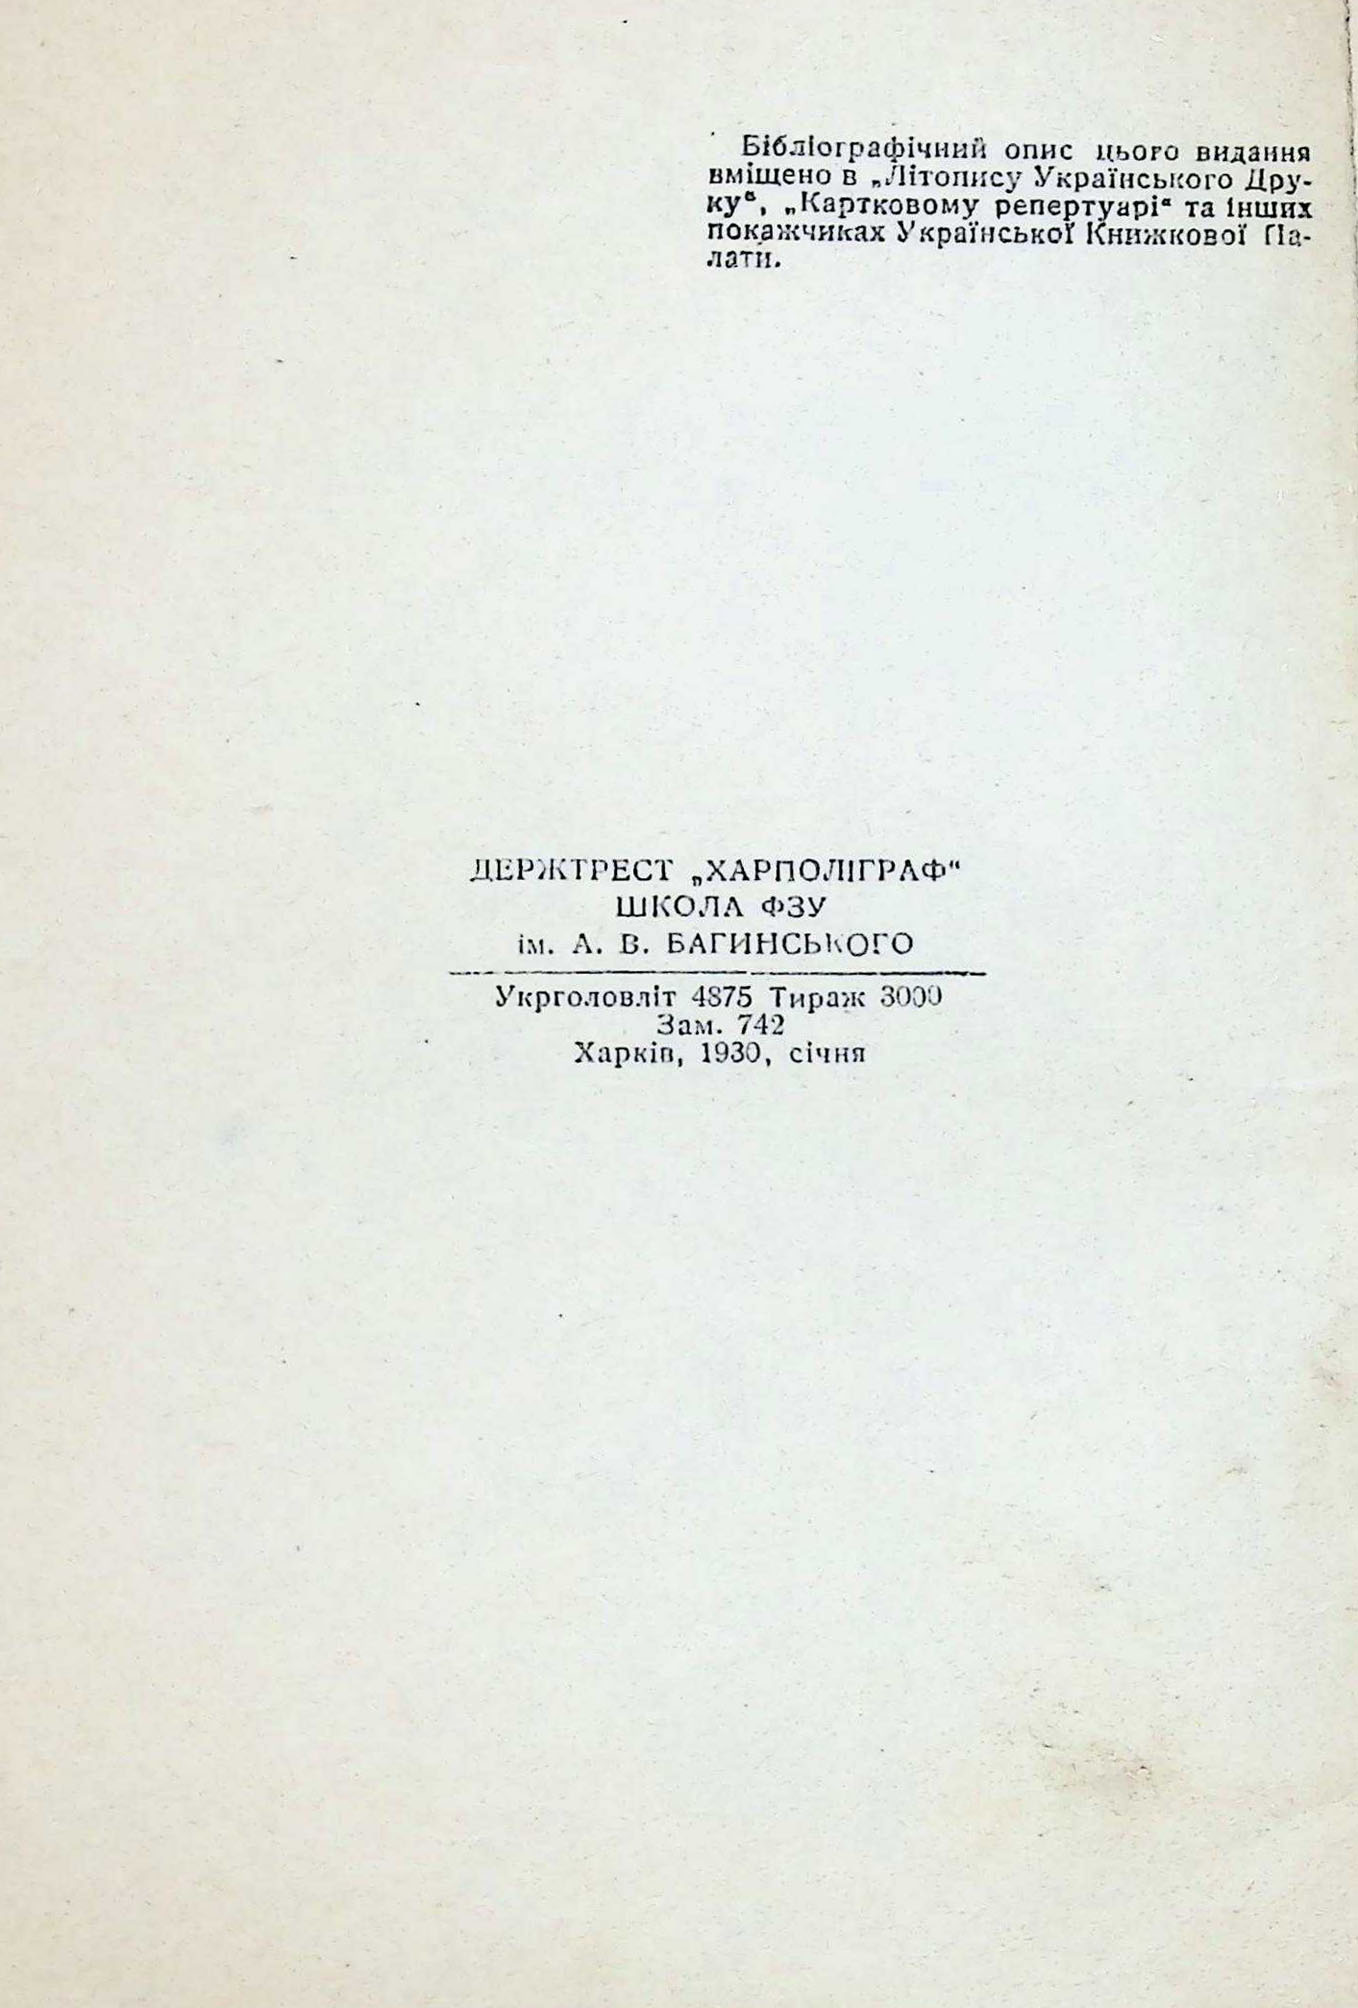 Бібліографічний опис цього видання
вміщено в „Літопису Українського Дру-
ку“, „Картковому репертуарі“ та інших
покажчиках Української Книжкової Па-
лати.
ДЕРЖТРЕСТ „ХАРПОЛІГРАФ“
ШКОЛА ФЗУ
ім. А. В. БАГИНСЬКОГО
Укрголовліт 4875 Тираж 3000
Зам. 742
Харків, 1930, січня